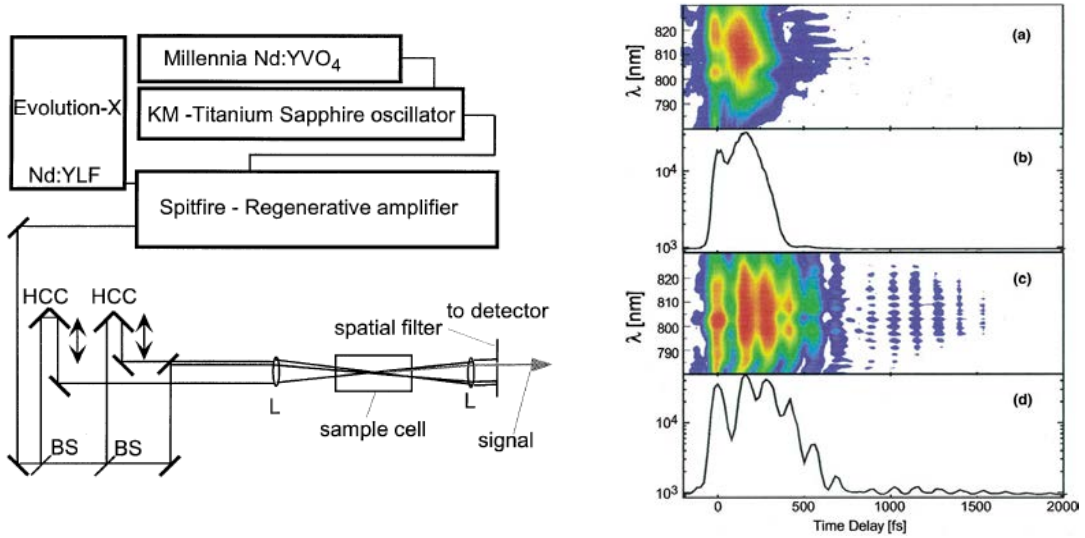 Millennia Nd:YVO₄
Evolution-X
KM -Titanium Sapphire oscillator
Nd:YLF
Spitfire - Regenerative amplifier
HCC HCC
to detector
spatial filter
L
L
sample cell
signal
BS BS
(a)
λ [nm]
820
810
800
790
(b)
10⁴
10³
(c)
λ [nm]
820
810
800
790
(d)
10⁴
10³
0 500 1000 1500 2000
Time Delay [fs]